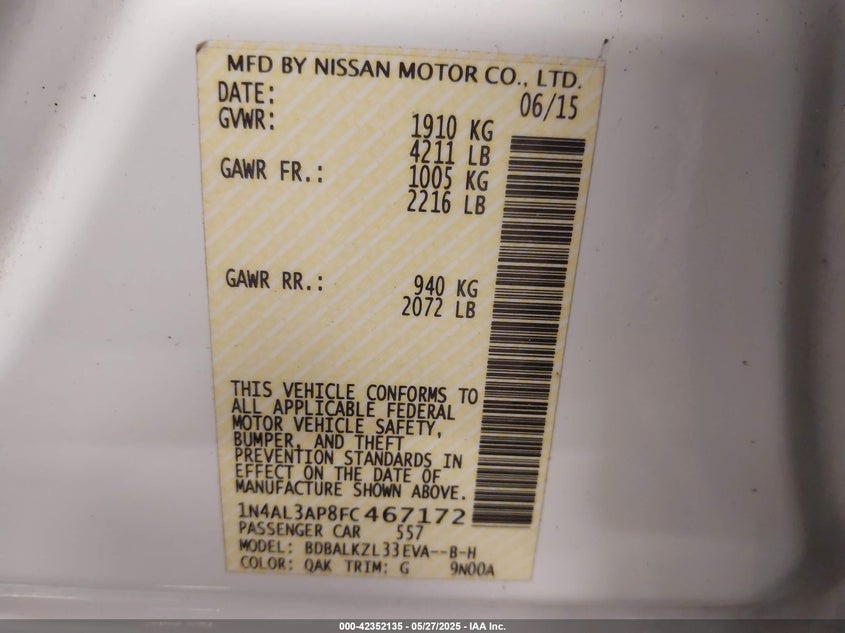 MFD BY NISSAN MOTOR CO., LTD.
DATE: 06/15
GVWR: 1910 KG
4211 LB
GAWR FR.: 1005 KG
2216 LB
GAWR RR.: 940 KG
2072 LB
THIS VEHICLE CONFORMS TO
ALL APPLICABLE FEDERAL
MOTOR VEHICLE SAFETY,
BUMPER, AND THEFT
PREVENTION STANDARDS IN
EFFECT ON THE DATE OF
MANUFACTURE SHOWN ABOVE.
1N4AL3AP8FC467172
PASSENGER CAR 557
MODEL: BDBALKZL33EVA--B-H
COLOR: QAK TRIM: G 9N00A
000-42352135 - 05/27/2025 - IAA Inc.